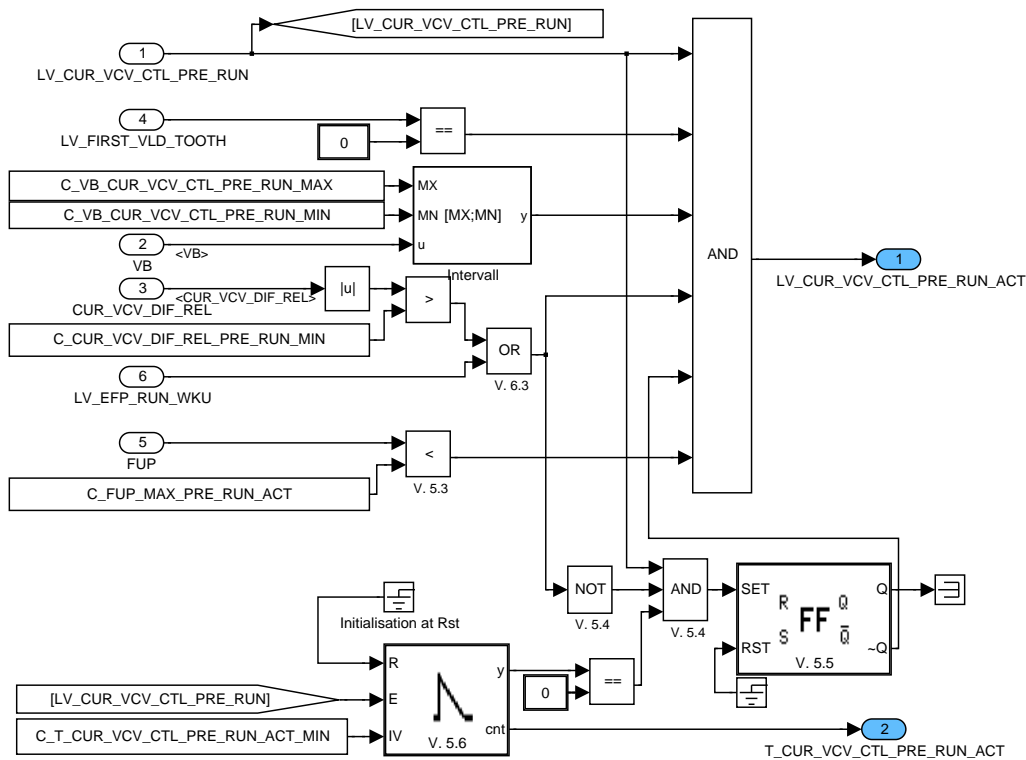 [LV_CUR_VCV_CTL_PRE_RUN]
1
LV_CUR_VCV_CTL_PRE_RUN
4
LV_FIRST_VLD_TOOTH
0
==
C_VB_CUR_VCV_CTL_PRE_RUN_MAX
C_VB_CUR_VCV_CTL_PRE_RUN_MIN
MX
MN [MX;MN] y
u
Intervall
2
VB
<VB>
3
CUR_VCV_DIF_REL
<CUR_VCV_DIF_REL>
|u|
>
C_CUR_VCV_DIF_REL_PRE_RUN_MIN
OR
V. 6.3
6
LV_EFP_RUN_WKU
5
FUP
<
V. 5.3
C_FUP_MAX_PRE_RUN_ACT
AND
1
LV_CUR_VCV_CTL_PRE_RUN_ACT
NOT
V. 5.4
AND
V. 5.4
SET Q
R Q
FF
S Q̅
RST ~Q
V. 5.5
Initialisation at Rst
R y
E
IV cnt
V. 5.6
0
==
[LV_CUR_VCV_CTL_PRE_RUN]
C_T_CUR_VCV_CTL_PRE_RUN_ACT_MIN
2
T_CUR_VCV_CTL_PRE_RUN_ACT